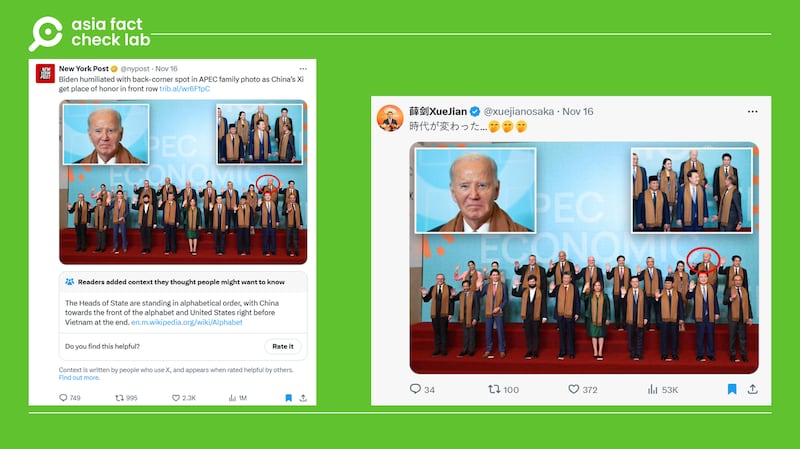 asia fact
check lab
New York Post @nypost · Nov 16
Biden humiliated with back-corner spot in APEC family photo as China's Xi
get place of honor in front row trib.al/wr6F1pC
APEC
ECONOMIC
Readers added context they thought people might want to know
The Heads of State are standing in alphabetical order, with China
towards the front of the alphabet and United States right before
Vietnam at the end. en.m.wikipedia.org/wiki/Alphabet
Do you find this helpful?
Rate it
Context is written by people who use X, and appears when rated helpful by others.
Find out more.
749 995 2.3K 1M
薛剑XueJian @xuejianosaka · Nov 16
時代が変わった...🤭🤭🤭
APEC
ECONOMIC
34 100 372 53K